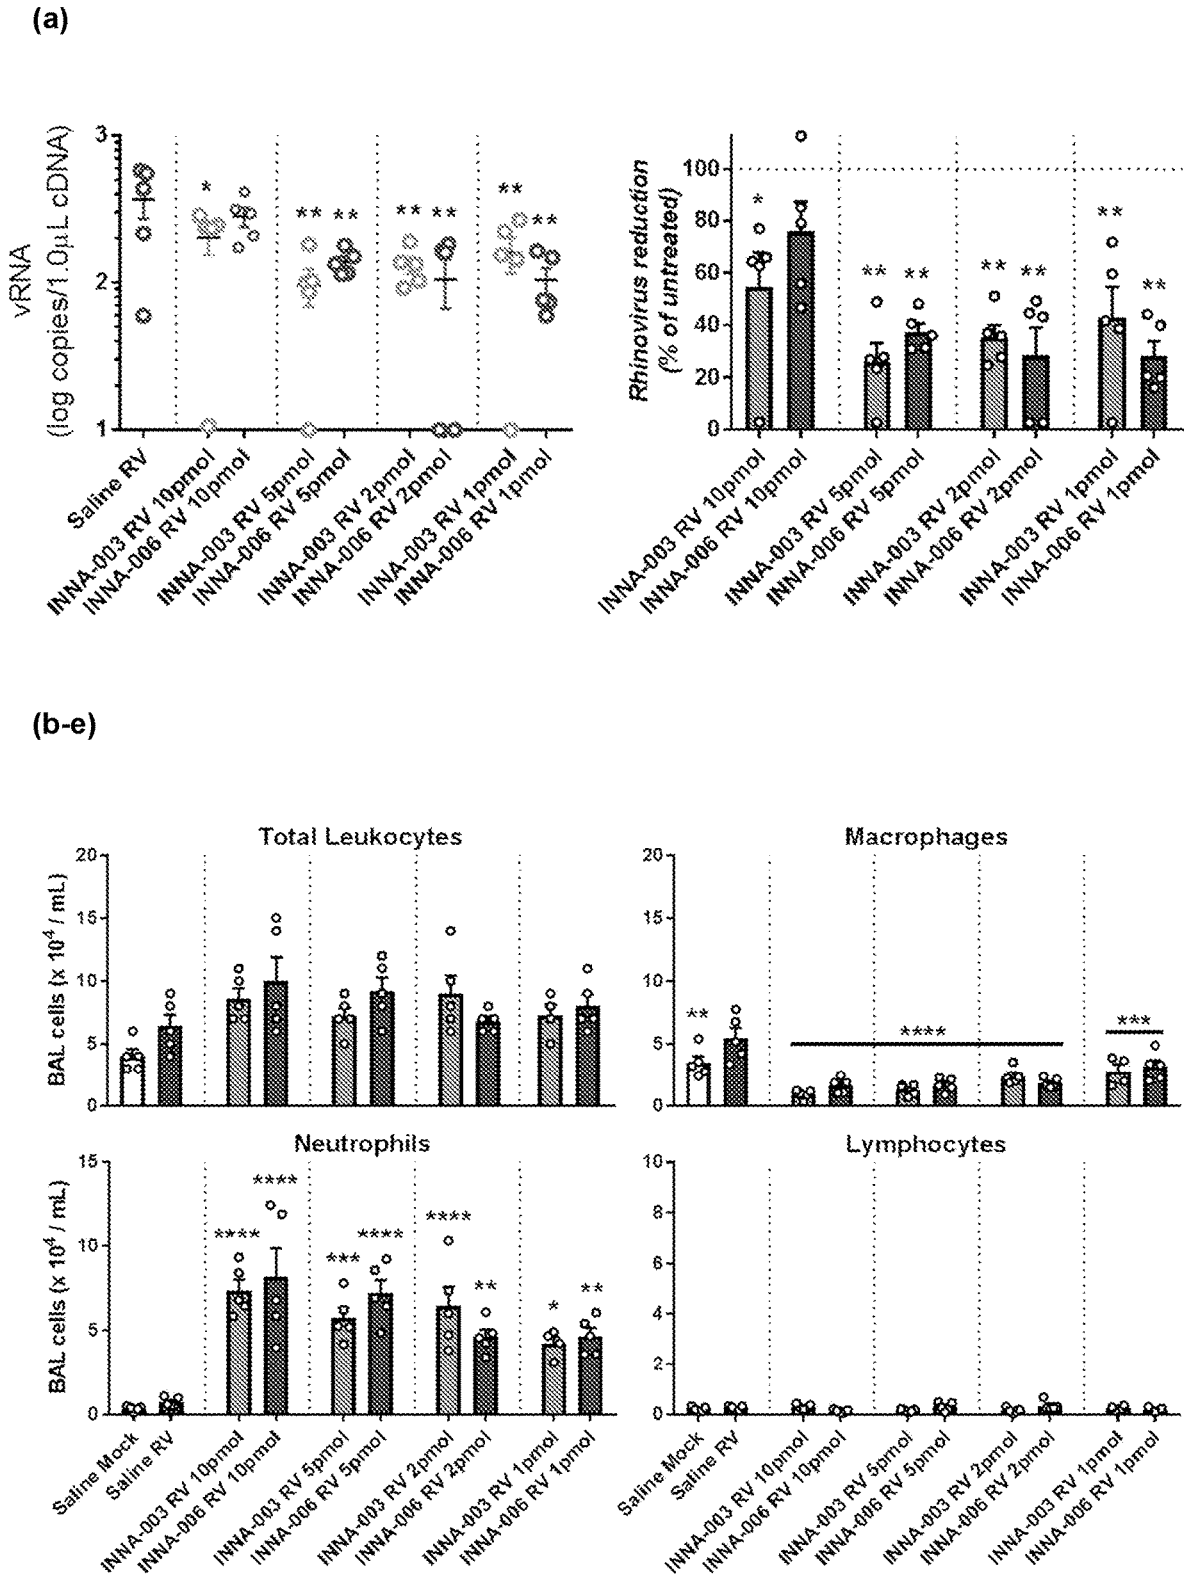 (a)
vRNA
(log copies/1.0μL cDNA)
3
2
1
*
** **
** **
**
**
Saline RV
INNA-003 RV 10pmol
INNA-006 RV 10pmol
INNA-003 RV 5pmol
INNA-006 RV 5pmol
INNA-003 RV 2pmol
INNA-006 RV 2pmol
INNA-003 RV 1pmol
INNA-006 RV 1pmol
Rhinovirus reduction
(% of untreated)
100
80
60
40
20
0
*
** **
** **
**
**
INNA-003 RV 10pmol
INNA-006 RV 10pmol
INNA-003 RV 5pmol
INNA-006 RV 5pmol
INNA-003 RV 2pmol
INNA-006 RV 2pmol
INNA-003 RV 1pmol
INNA-006 RV 1pmol
(b-e)
Total Leukocytes
BAL cells (x 10⁴ / mL)
20
15
10
5
0
Macrophages
20
15
10
5
0
**
****
***
Neutrophils
BAL cells (x 10⁴ / mL)
15
10
5
0
****
****
***
****
****
**
*
**
Saline Mock
Saline RV
INNA-003 RV 10pmol
INNA-006 RV 10pmol
INNA-003 RV 5pmol
INNA-006 RV 5pmol
INNA-003 RV 2pmol
INNA-006 RV 2pmol
INNA-003 RV 1pmol
INNA-006 RV 1pmol
Lymphocytes
10
8
6
4
2
0
Saline Mock
Saline RV
INNA-003 RV 10pmol
INNA-006 RV 10pmol
INNA-003 RV 5pmol
INNA-006 RV 5pmol
INNA-003 RV 2pmol
INNA-006 RV 2pmol
INNA-003 RV 1pmol
INNA-006 RV 1pmol